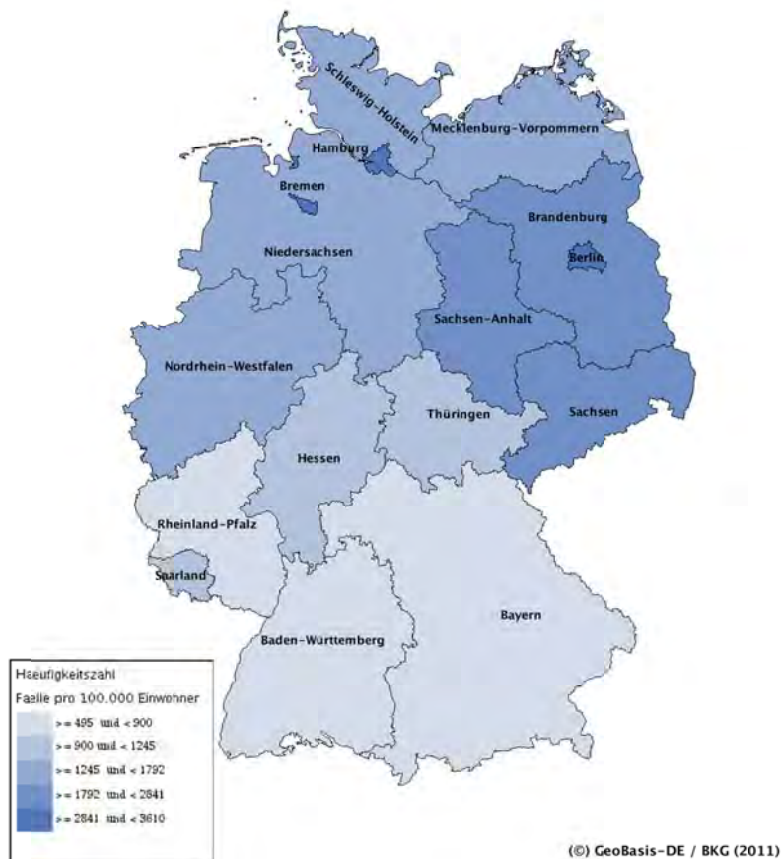 Schleswig-Holstein
Mecklenburg-Vorpommern
Hamburg
Bremen
Brandenburg
Niedersachsen
Berlin
Sachsen-Anhalt
Nordrhein-Westfalen
Thüringen
Sachsen
Hessen
Rheinland-Pfalz
Saarland
Bayern
Baden-Württemberg
Haeufigkeitszahl
Faelle pro 100.000 Einwohner
>= 495 und < 900
>= 900 und < 1245
>= 1245 und < 1792
>= 1792 und < 2841
>= 2841 und < 3610
(©) GeoBasis-DE / BKG (2011)